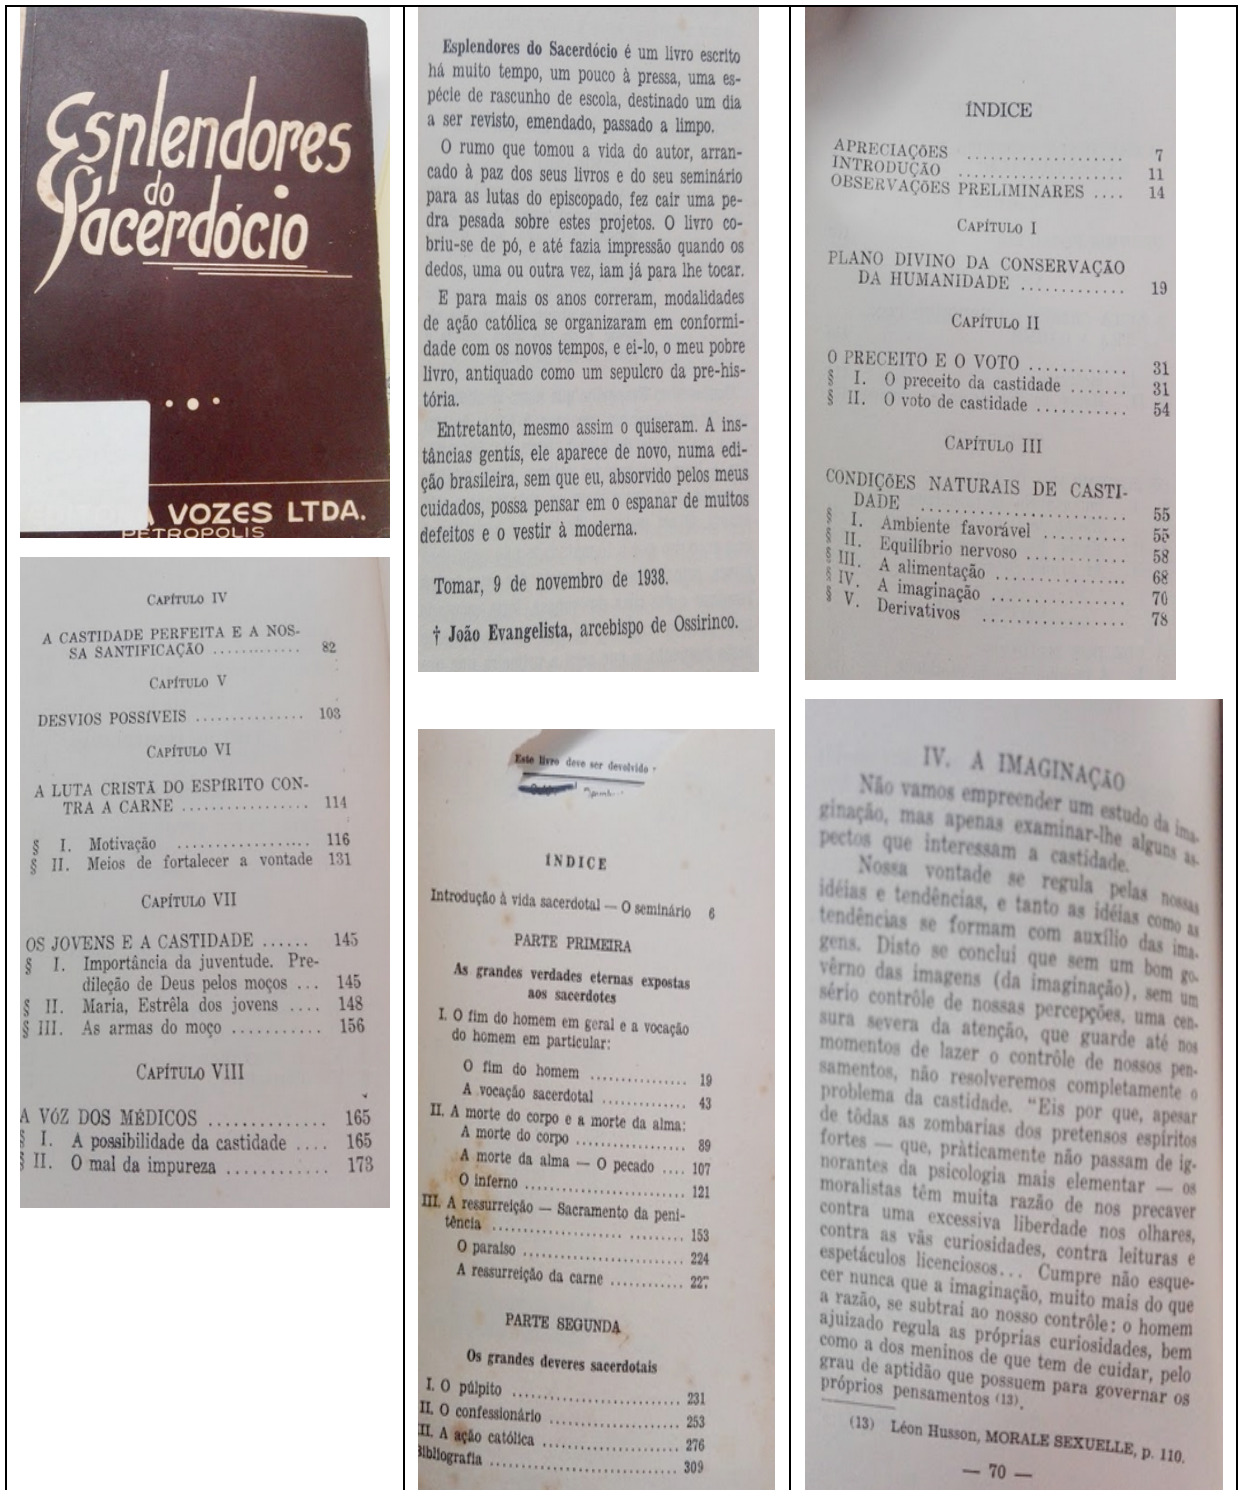 Esplendores
do
Sacerdócio
VOZES LTDA.
PETROPOLIS
CAPÍTULO IV
A CASTIDADE PERFEITA E A NOS-
SA SANTIFICAÇÃO ............ 82
CAPÍTULO V
DESVIOS POSSÍVEIS ............... 103
CAPÍTULO VI
A LUTA CRISTÃ DO ESPÍRITO CON-
TRA A CARNE ................. 114
§ I. Motivação .................. 116
§ II. Meios de fortalecer a vontade 131
CAPÍTULO VII
OS JOVENS E A CASTIDADE ...... 145
§ I. Importância da juventude. Pre-
dileção de Deus pelos moços ... 145
§ II. Maria, Estrêla dos jovens .... 148
§ III. As armas do moço ........... 156
CAPÍTULO VIII
A VÓZ DOS MÉDICOS ............. 165
§ I. A possibilidade da castidade .... 165
§ II. O mal da impureza ............ 173
Esplendores do Sacerdócio é um livro escrito
há muito tempo, um pouco à pressa, uma es-
pécie de rascunho de escola, destinado um dia
a ser revisto, emendado, passado a limpo.
O rumo que tomou a vida do autor, arran-
cado à paz dos seus livros e do seu seminário
para as lutas do episcopado, fez cair uma pe-
dra pesada sobre estes projetos. O livro co-
briu-se de pó, e até fazia impressão quando os
dedos, uma ou outra vez, iam já para lhe tocar.
E para mais os anos correram, modalidades
de ação católica se organizaram em conformi-
dade com os novos tempos, e ei-lo, o meu pobre
livro, antiquado como um sepulcro da pre-his-
tória.
Entretanto, mesmo assim o quiseram. A ins-
tâncias gentís, ele aparece de novo, numa edi-
ção brasileira, sem que eu, absorvido pelos meus
cuidados, possa pensar em o espanar de muitos
defeitos e o vestir à moderna.
Tomar, 9 de novembro de 1938.
† João Evangelista, arcebispo de Ossirinco.
Este livro deve ser devolvido
ÍNDICE
Introdução à vida sacerdotal — O seminário 6
PARTE PRIMEIRA
As grandes verdades eternas expostas
aos sacerdotes
I. O fim do homem em geral e a vocação
do homem em particular:
O fim do homem ................ 19
A vocação sacerdotal .............. 43
II. A morte do corpo e a morte da alma:
A morte do corpo ................ 89
A morte da alma — O pecado .... 107
O inferno ......................... 121
III. A ressurreição — Sacramento da peni-
tência ........................... 153
O paraiso ......................... 224
A ressurreição da carne ........... 227
PARTE SEGUNDA
Os grandes deveres sacerdotais
I. O púlpito ......................... 231
II. O confessionário .................. 253
III. A ação católica ................... 276
Bibliografia ........................... 309
ÍNDICE
APRECIAÇÕES .................... 7
INTRODUÇÃO .................... 11
OBSERVAÇÕES PRELIMINARES .... 14
CAPÍTULO I
PLANO DIVINO DA CONSERVAÇÃO
DA HUMANIDADE ............. 19
CAPÍTULO II
O PRECEITO E O VOTO ............ 31
§ I. O preceito da castidade ....... 31
§ II. O voto de castidade ........... 54
CAPÍTULO III
CONDIÇÕES NATURAIS DE CASTI-
DADE ......................... 55
§ I. Ambiente favorável .......... 55
§ II. Equilíbrio nervoso ............ 58
§ III. A alimentação ............... 68
§ IV. A imaginação ................ 70
§ V. Derivativos ................. 78
IV. A IMAGINAÇÃO
Não vamos empreender um estudo da ima-
ginação, mas apenas examinar-lhe alguns as-
pectos que interessam a castidade.
Nossa vontade se regula pelas nossas
idéias e tendências, e tanto as idéias como as
tendências se formam com auxílio das ima-
gens. Disto se conclui que sem um bom go-
vêrno das imagens (da imaginação), sem um
sério contrôle de nossas percepções, uma cen-
sura severa da atenção, que guarde até nos
momentos de lazer o contrôle de nossos pen-
samentos, não resolveremos completamente o
problema da castidade. "Eis por que, apesar
de tôdas as zombarias dos pretensos espíritos
fortes — que, pràticamente não passam de ig-
norantes da psicologia mais elementar — os
moralistas têm muita razão de nos precaver
contra uma excessiva liberdade nos olhares,
contra as vãs curiosidades, contra leituras e
espetáculos licenciosos... Cumpre não esque-
cer nunca que a imaginação, muito mais do que
a razão, se subtrai ao nosso contrôle: o homem
ajuizado regula as próprias curiosidades, bem
como a dos meninos de que tem de cuidar, pelo
grau de aptidão que possuem para governar os
próprios pensamentos (13).
(13) Léon Husson, MORALE SEXUELLE, p. 110.
— 70 —